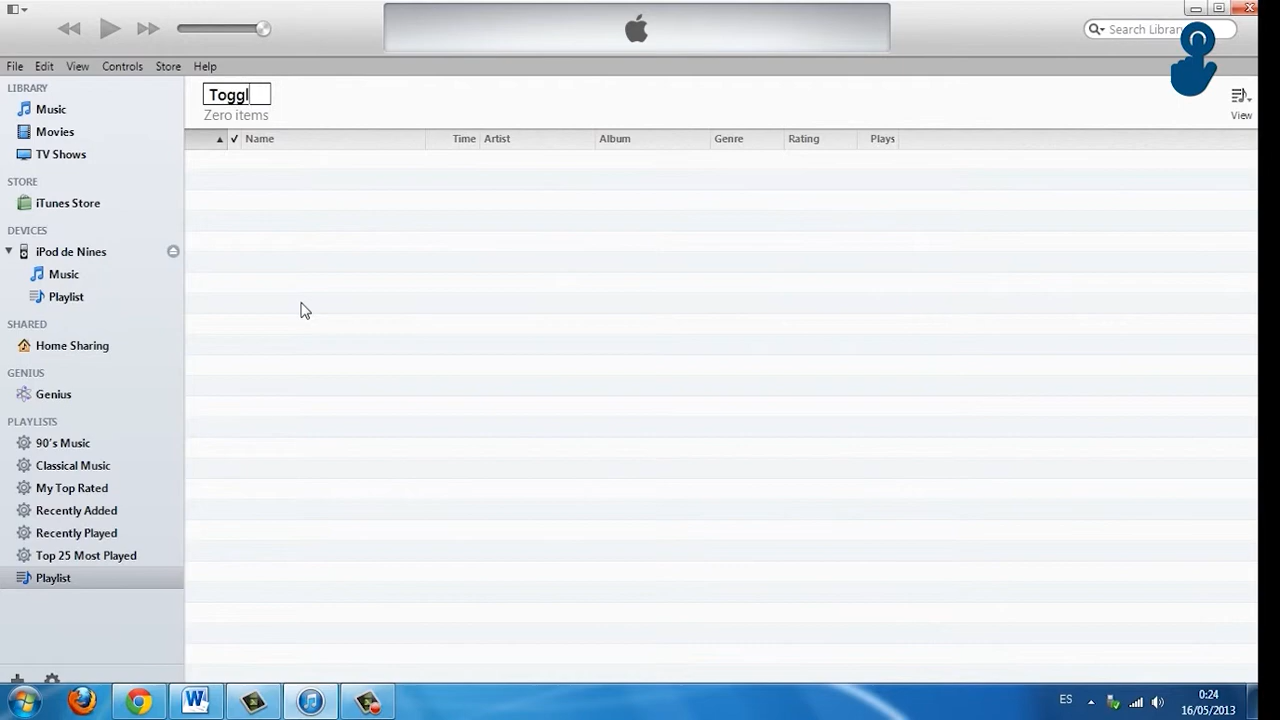 Search Libra
File Edit View Controls Store Help
LIBRARY
Music
Movies
TV Shows
STORE
iTunes Store
DEVICES
iPod de Nines
Music
Playlist
SHARED
Home Sharing
GENIUS
Genius
PLAYLISTS
90's Music
Classical Music
My Top Rated
Recently Added
Recently Played
Top 25 Most Played
Playlist
Toggl
Zero items
View
Name Time Artist Album Genre Rating Plays
ES
0:24
16/05/2013